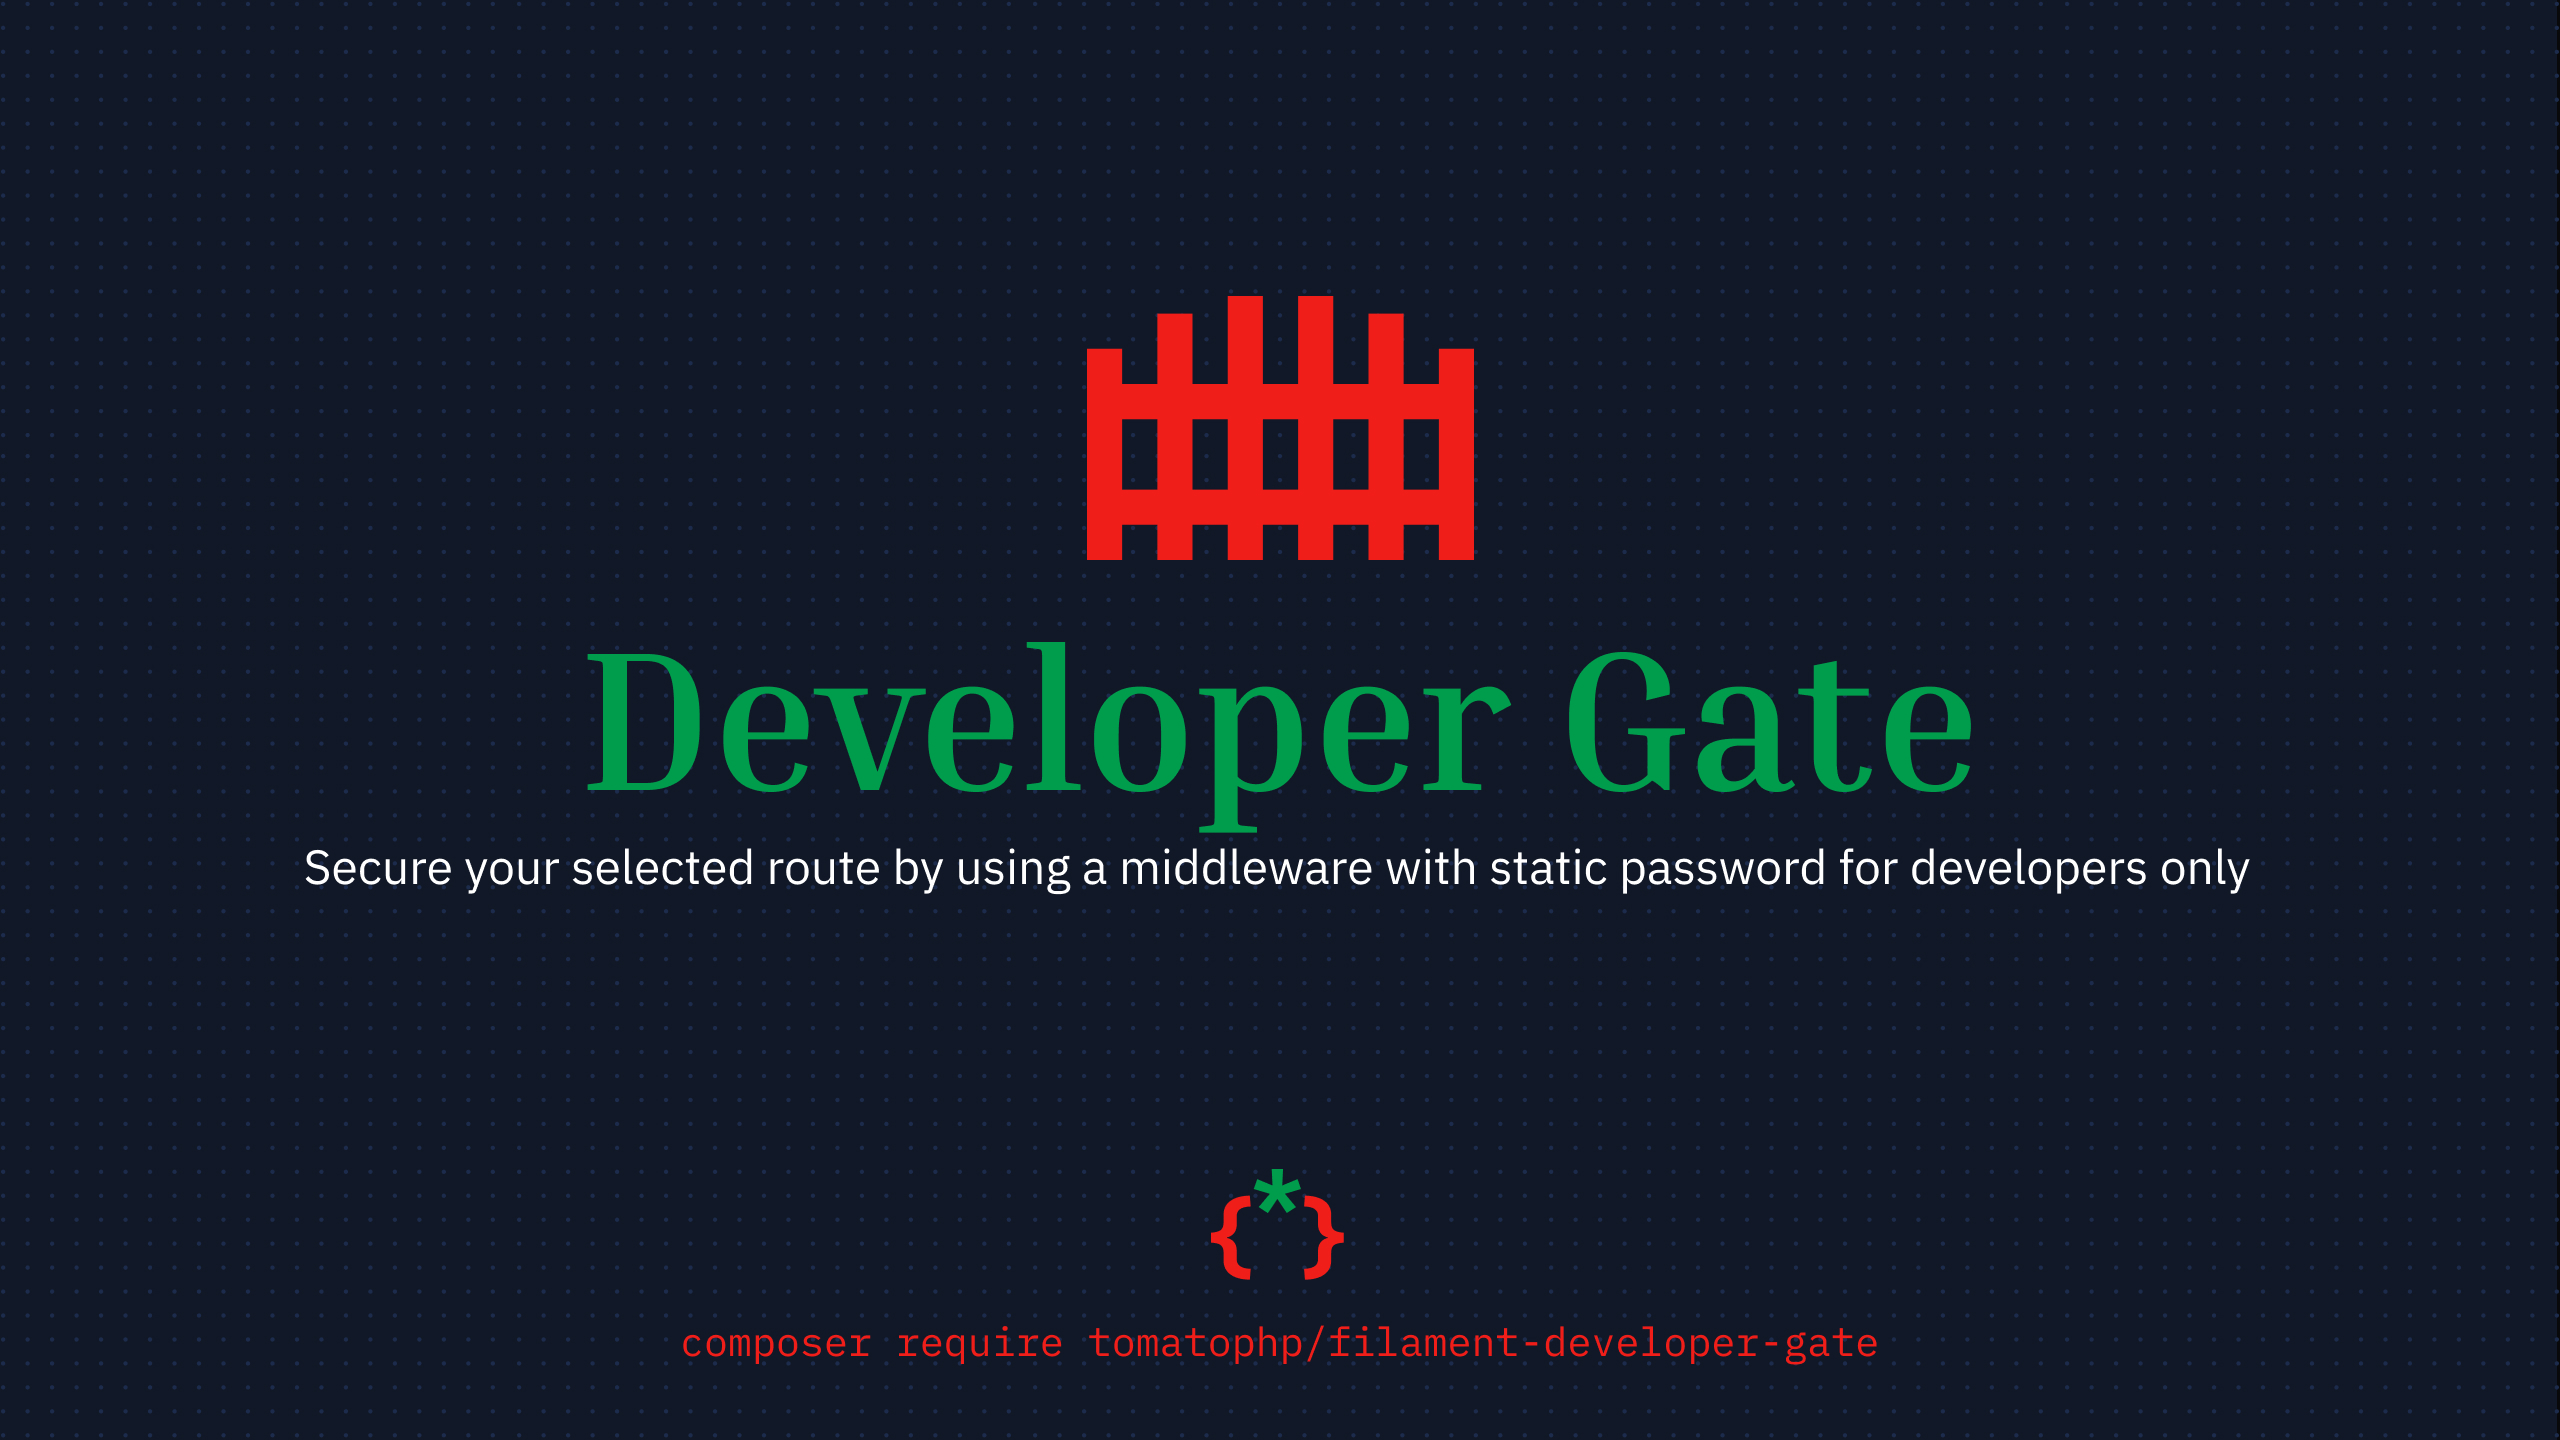 Developer Gate
Secure your selected route by using a middleware with static password for developers only
{*}
composer require tomatophp/filament-developer-gate